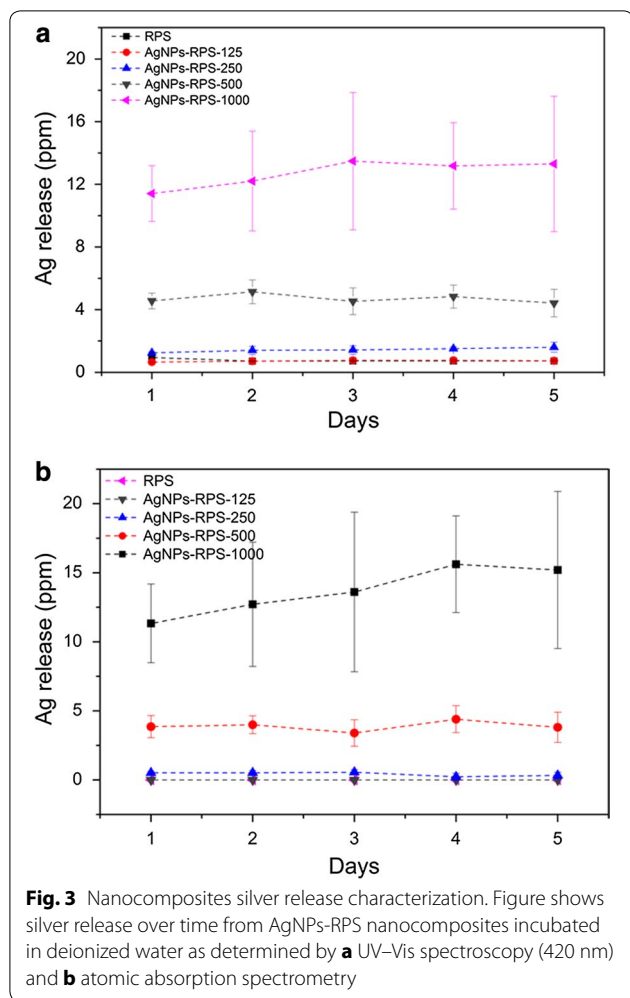 a
RPS
AgNPs-RPS-125
AgNPs-RPS-250
AgNPs-RPS-500
AgNPs-RPS-1000
Ag release (ppm)
20
16
12
8
4
0
1 2 3 4 5
Days
b
RPS
AgNPs-RPS-125
AgNPs-RPS-250
AgNPs-RPS-500
AgNPs-RPS-1000
Ag release (ppm)
20
15
10
5
0
1 2 3 4 5
Days
Fig. 3 Nanocomposites silver release characterization. Figure shows
silver release over time from AgNPs-RPS nanocomposites incubated
in deionized water as determined by a UV–Vis spectroscopy (420 nm)
and b atomic absorption spectrometry